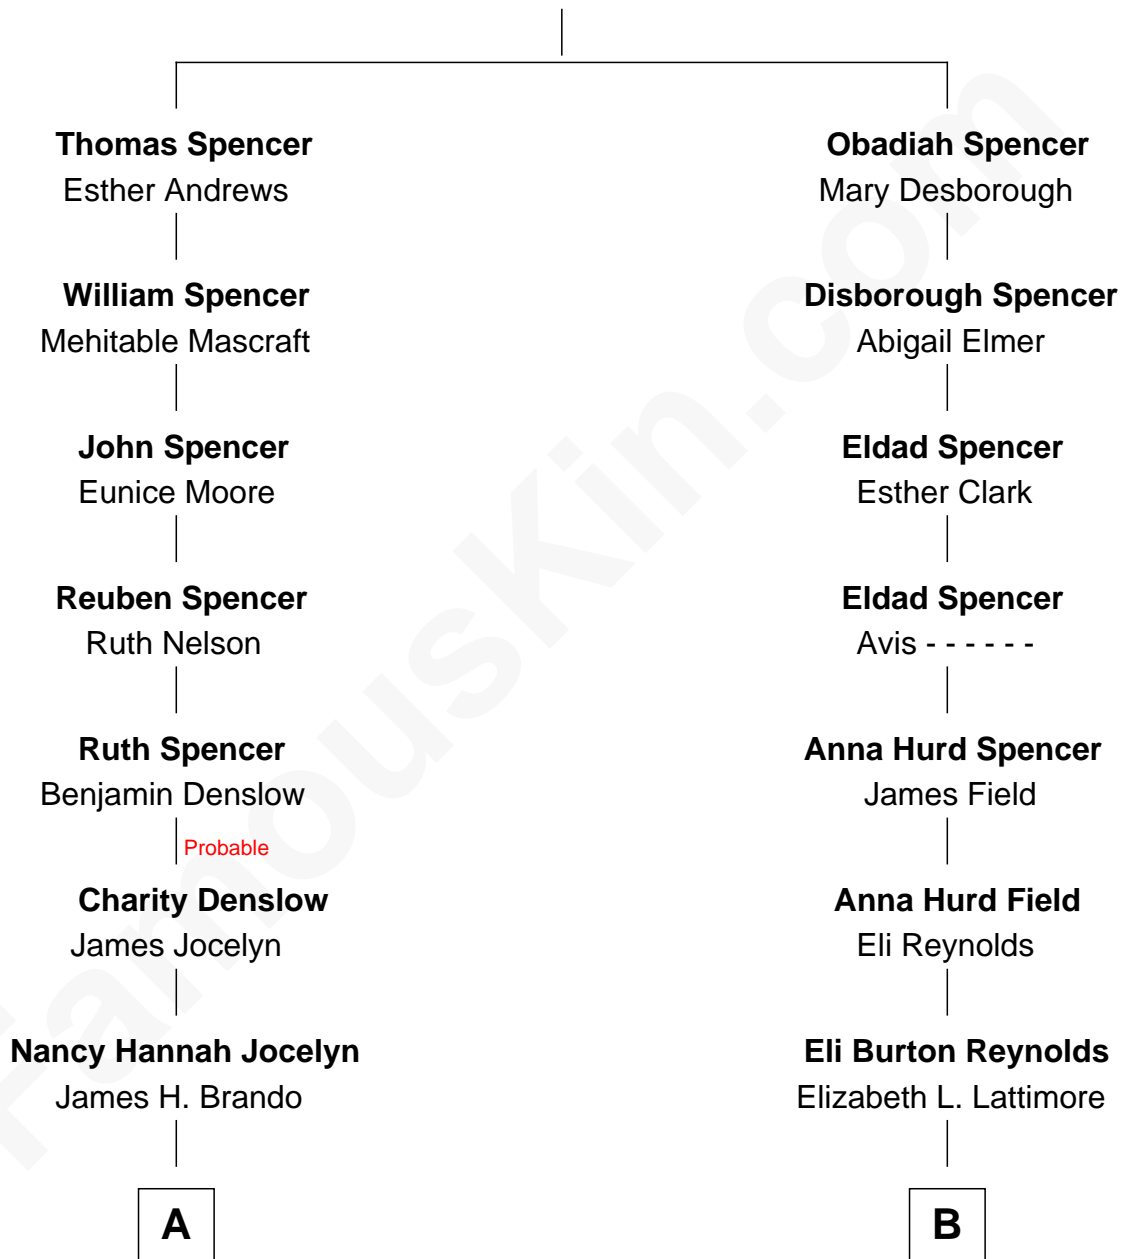 Thomas Spencer
Esther Andrews
William Spencer
Mehitable Mascraft
John Spencer
Eunice Moore
Reuben Spencer
Ruth Nelson
Ruth Spencer
Benjamin Denslow
Probable
Charity Denslow
James Jocelyn
Nancy Hannah Jocelyn
James H. Brando
A
Obadiah Spencer
Mary Desborough
Disborough Spencer
Abigail Elmer
Eldad Spencer
Esther Clark
Eldad Spencer
Avis - - - - - -
Anna Hurd Spencer
James Field
Anna Hurd Field
Eli Reynolds
Eli Burton Reynolds
Elizabeth L. Lattimore
B
FamousKin.com